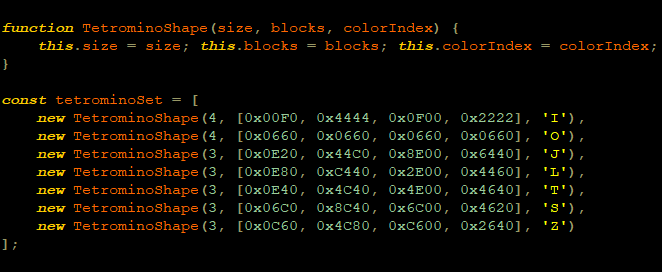 function TetrominoShape(size, blocks, colorIndex) {
    this.size = size; this.blocks = blocks; this.colorIndex = colorIndex;
}
const tetrominoSet = [
    new TetrominoShape(4, [0x00F0, 0x4444, 0x0F00, 0x2222], 'I'),
    new TetrominoShape(4, [0x0660, 0x0660, 0x0660, 0x0660], 'O'),
    new TetrominoShape(3, [0x0E20, 0x44C0, 0x8E00, 0x6440], 'J'),
    new TetrominoShape(3, [0x0E80, 0xC440, 0x2E00, 0x4460], 'L'),
    new TetrominoShape(3, [0x0E40, 0x4C40, 0x4E00, 0x4640], 'T'),
    new TetrominoShape(3, [0x06C0, 0x8C40, 0x6C00, 0x4620], 'S'),
    new TetrominoShape(3, [0x0C60, 0x4C80, 0xC600, 0x2640], 'Z')
];